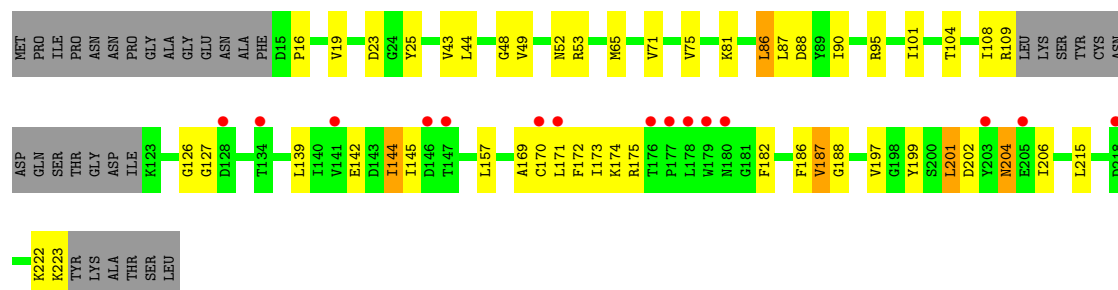 MET PRO ILE PRO ASN ASN PRO GLY ALA GLY GLU ASN ALA PHE D15 P16 V19 D23 G24 Y25 V43 L44 G48 V49 N52 R53 M65 V71 V75 K81 L86 L87 D88 Y89 I90 R95 I101 T104 I108 R109 LEU LYS SER TYR CYS ASN
ASP GLN SER THR GLY ASP ILE K123 G126 G127 D128 T134 L139 I140 V141 E142 D143 I144 I145 D146 T147 L157 A169 C170 L171 F172 I173 K174 R175 T176 P177 L178 W179 N180 G181 F182 F186 V187 G188 V197 G198 Y199 S200 L201 D202 Y203 N204 E205 I206 L215 D218
K222 K223 TYR LYS ALA THR SER LEU